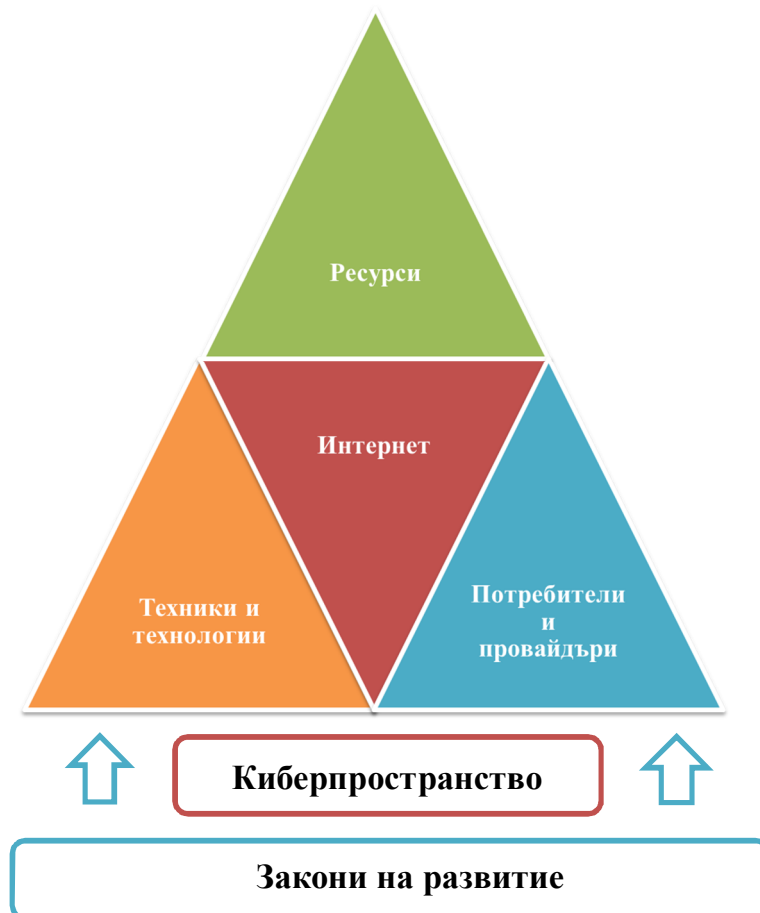 Ресурси
Интернет
Техники и
технологии
Потребители
и
провайдъри
Киберпространство
Закони на развитие